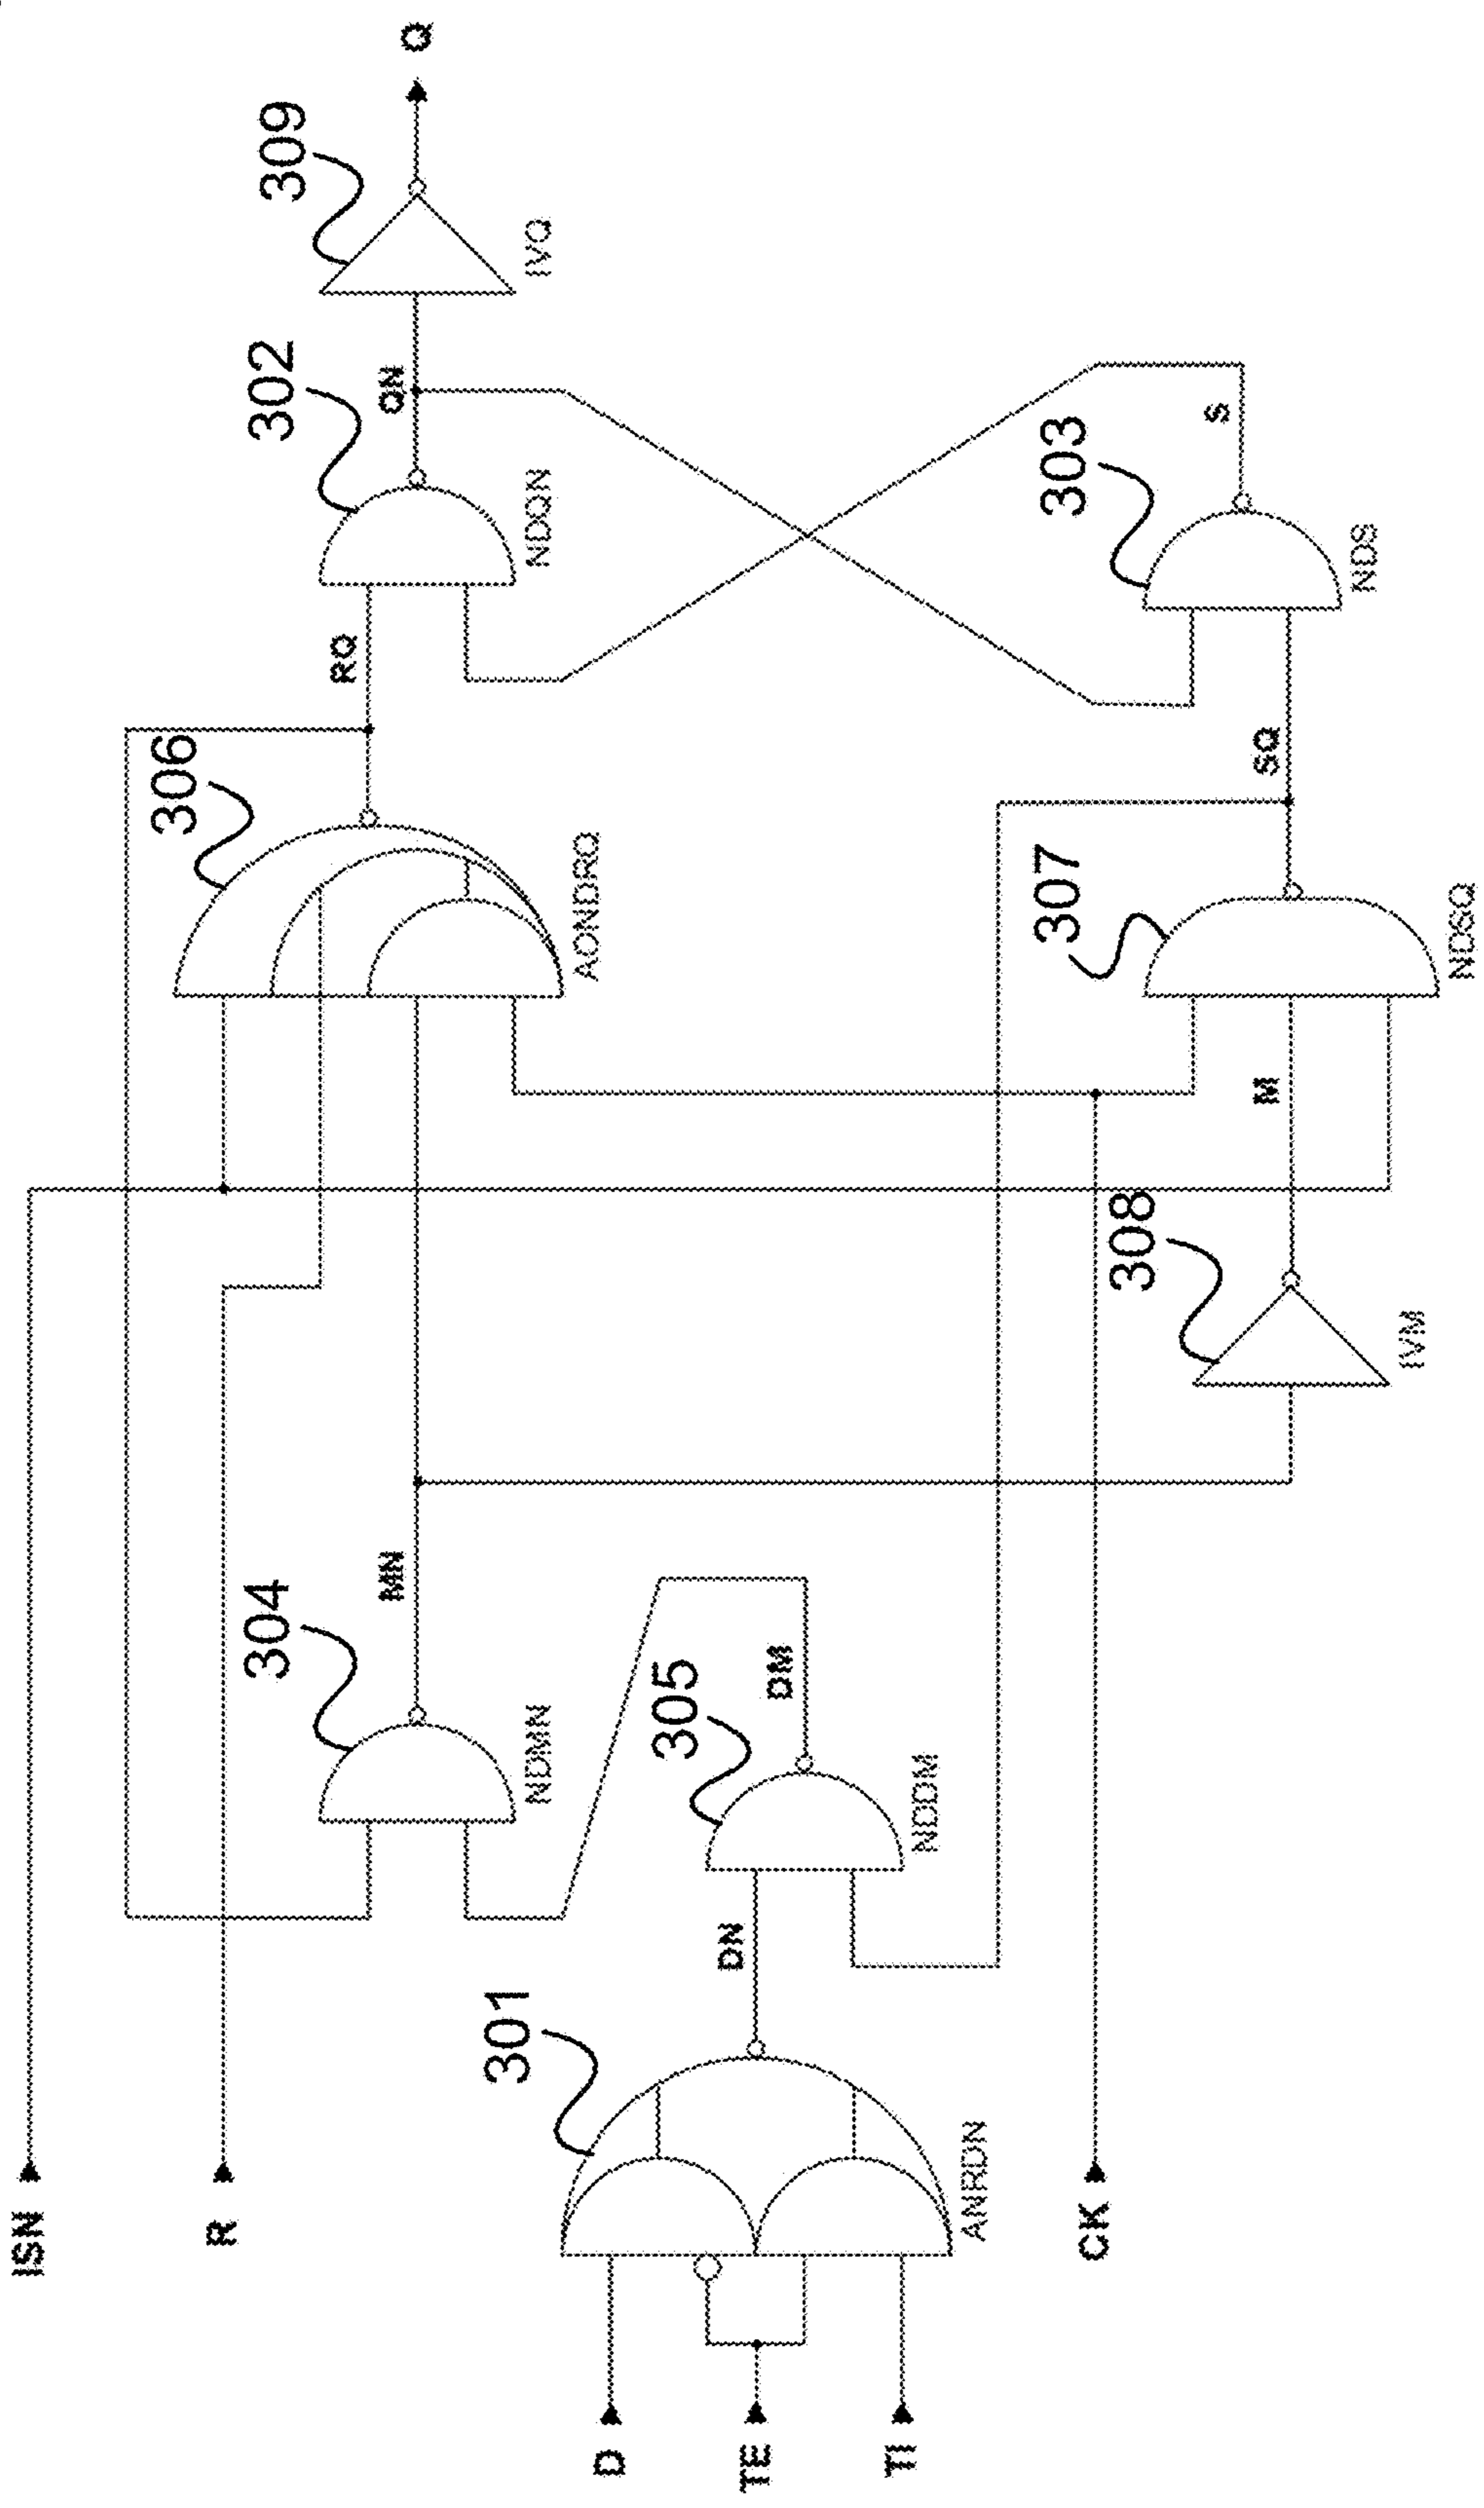 ISN
R
D
TE
TI
CK
301
ANRDN
DN
304
NDMN
MN
305
NDDM
DM
308
IVM
M
306
AONDRQ
RQ
307
NDSQ
SQ
302
NDQN
QN
303
NDS
S
309
IVQ
Q